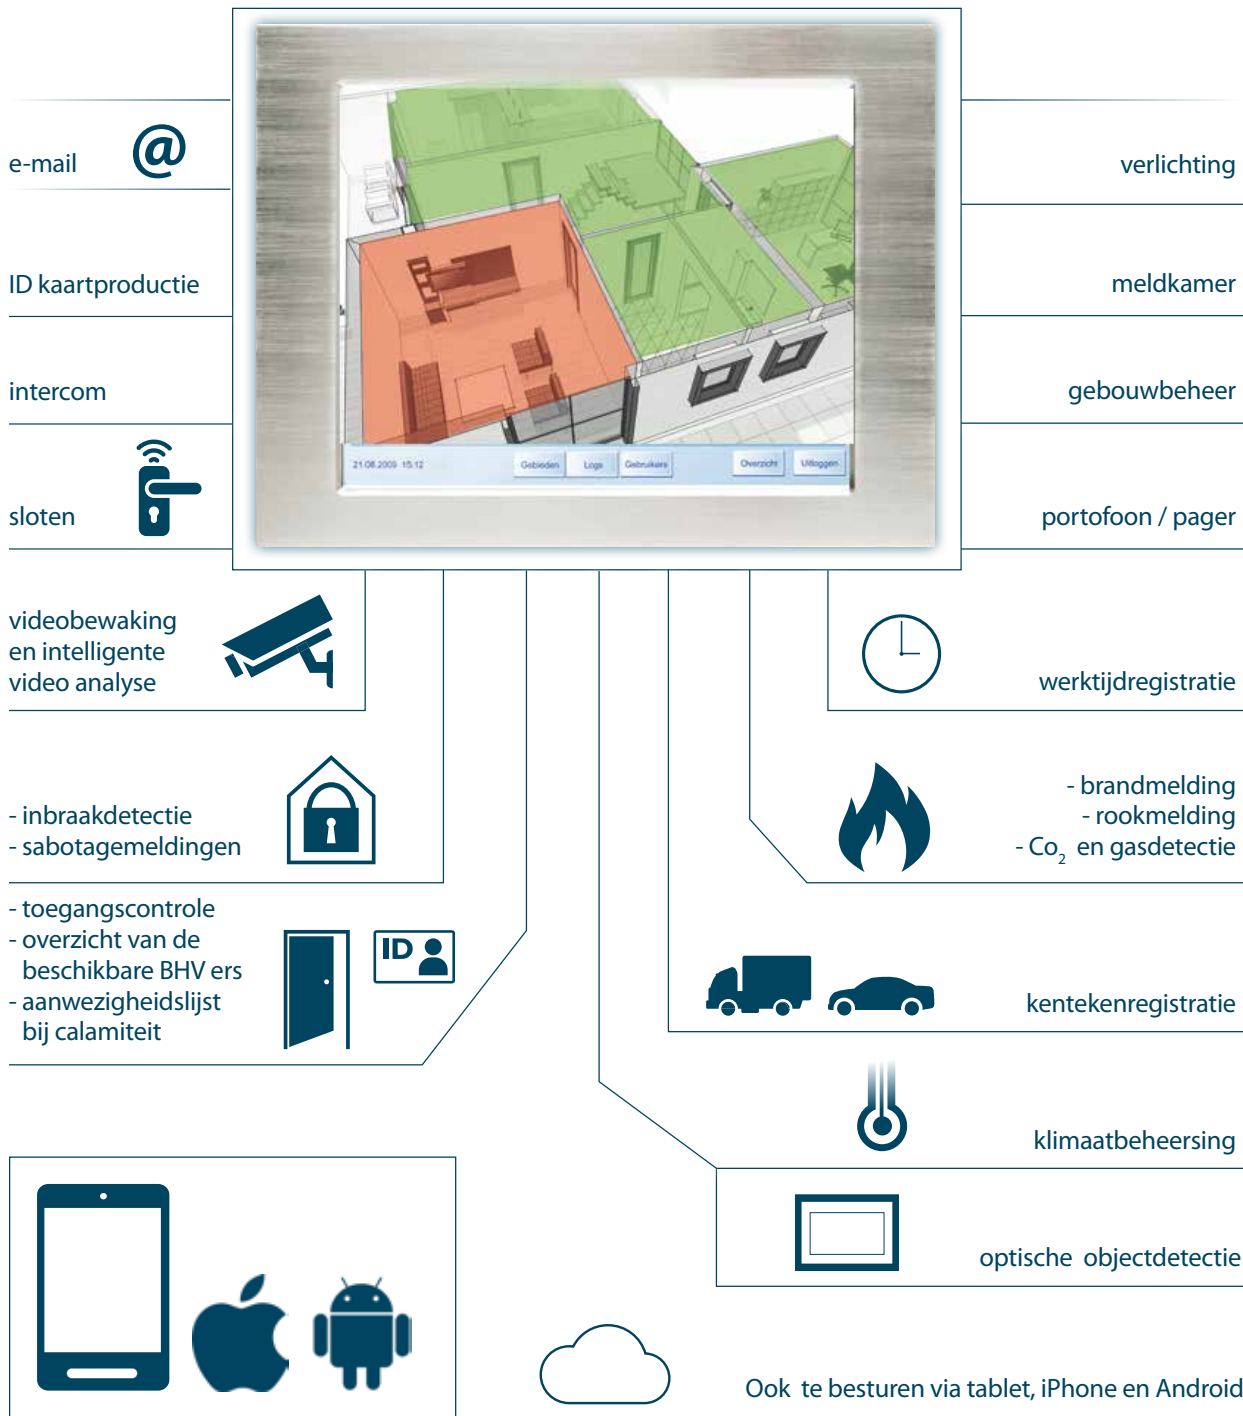 @
e-mail
ID kaartproductie
intercom
sloten
21.08.2009 15:12
Gebieden
Logs
Gebruikers
Overzicht
Uitloggen
verlichting
meldkamer
gebouwbeheer
portofoon / pager
videobewaking
en intelligente
video analyse
werktijdregistratie
- inbraakdetectie
- sabotagemeldingen
- brandmelding
- rookmelding
- Co₂ en gasdetectie
- toegangscontrole
- overzicht van de
beschikbare BHV ers
- aanwezigheidslijst
bij calamiteit
ID
kentekenregistratie
klimaatbeheersing
optische objectdetectie
Ook te besturen via tablet, iPhone en Android